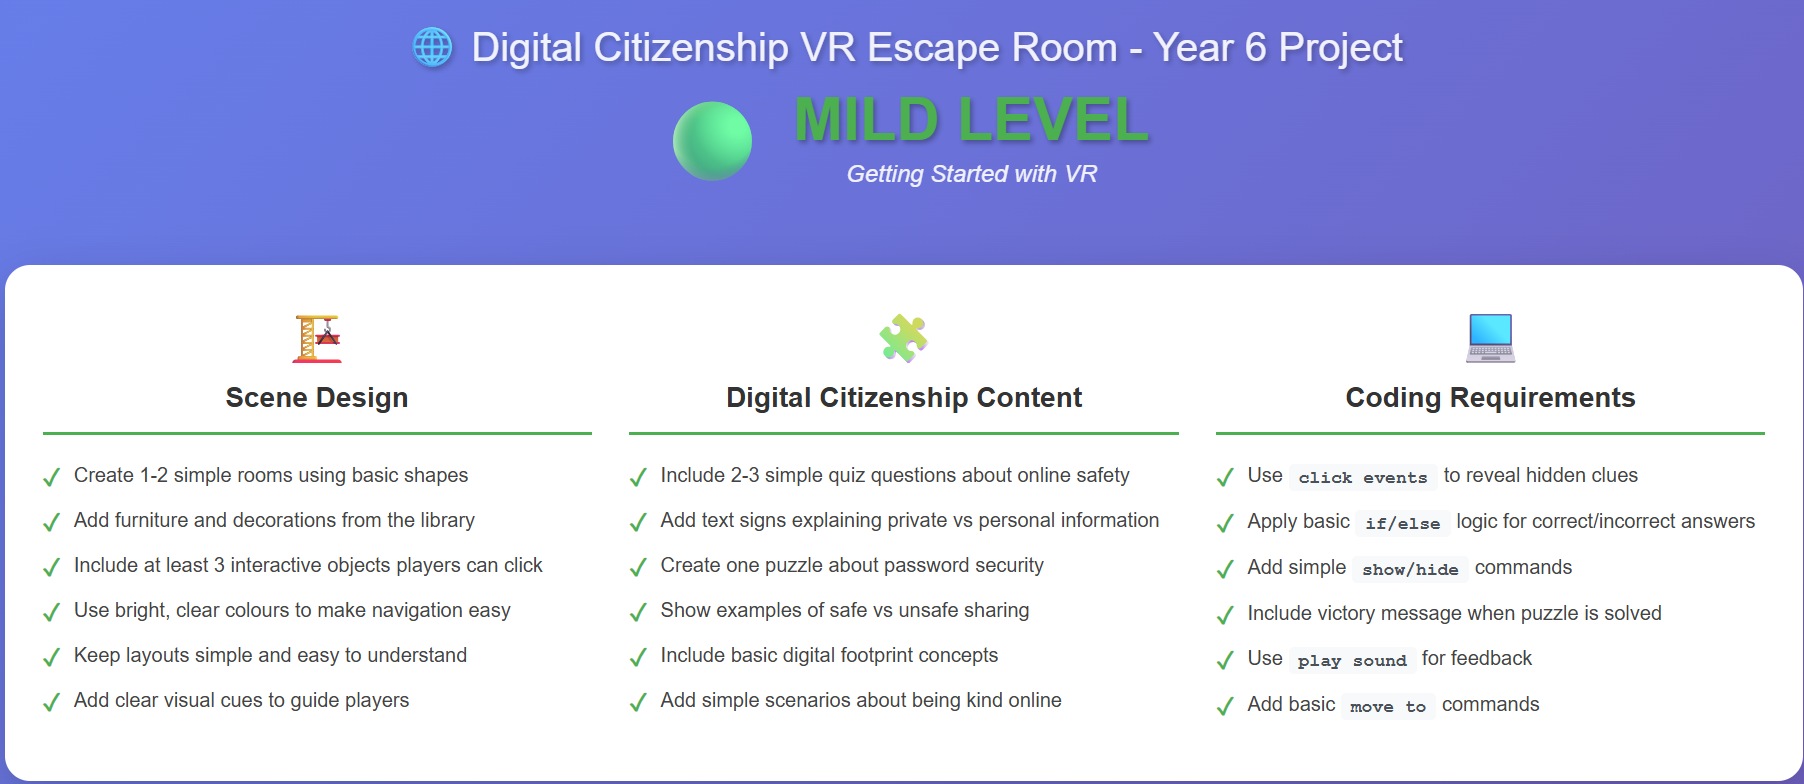 Digital Citizenship VR Escape Room - Year 6 Project
MILD LEVEL
Getting Started with VR
Scene Design
Create 1-2 simple rooms using basic shapes
Add furniture and decorations from the library
Include at least 3 interactive objects players can click
Use bright, clear colours to make navigation easy
Keep layouts simple and easy to understand
Add clear visual cues to guide players
Digital Citizenship Content
Include 2-3 simple quiz questions about online safety
Add text signs explaining private vs personal information
Create one puzzle about password security
Show examples of safe vs unsafe sharing
Include basic digital footprint concepts
Add simple scenarios about being kind online
Coding Requirements
Use click events to reveal hidden clues
Apply basic if/else logic for correct/incorrect answers
Add simple show/hide commands
Include victory message when puzzle is solved
Use play sound for feedback
Add basic move to commands